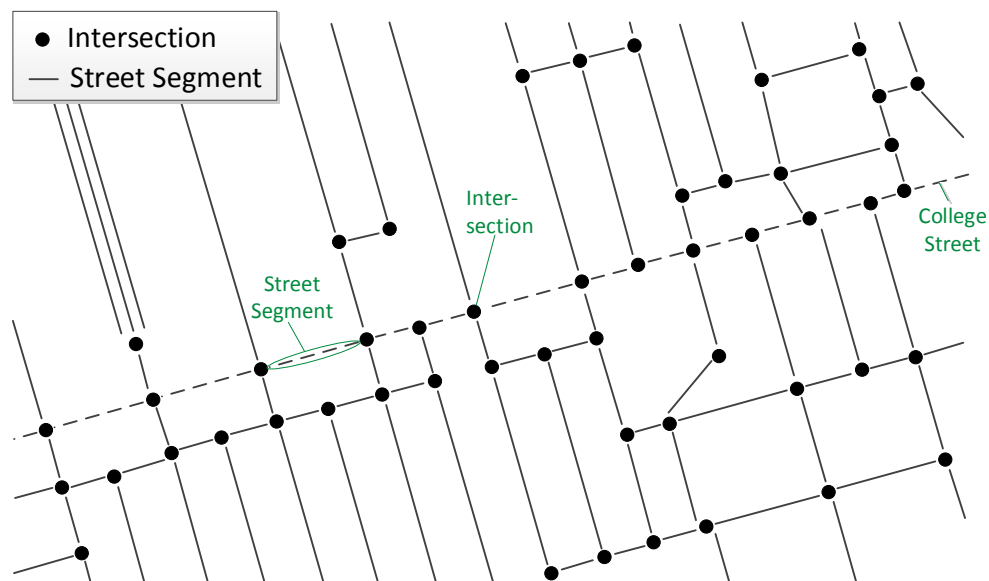 Intersection
Street Segment
Inter-
section
College
Street
Street
Segment